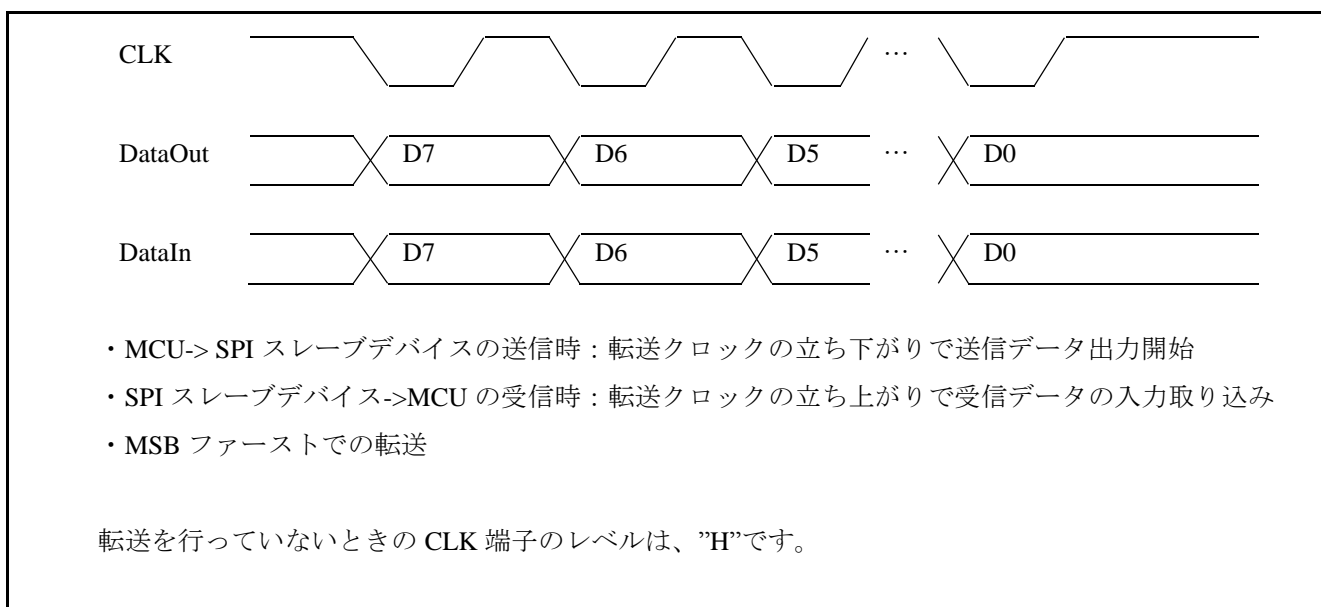 CLK …
DataOut D7 D6 D5 … D0
DataIn D7 D6 D5 … D0
・MCU-> SPI スレーブデバイスの送信時：転送クロックの立ち下がりで送信データ出力開始
・SPI スレーブデバイス->MCU の受信時：転送クロックの立ち上がりで受信データの入力取り込み
・MSB ファーストでの転送
転送を行っていないときの CLK 端子のレベルは、”H”です。